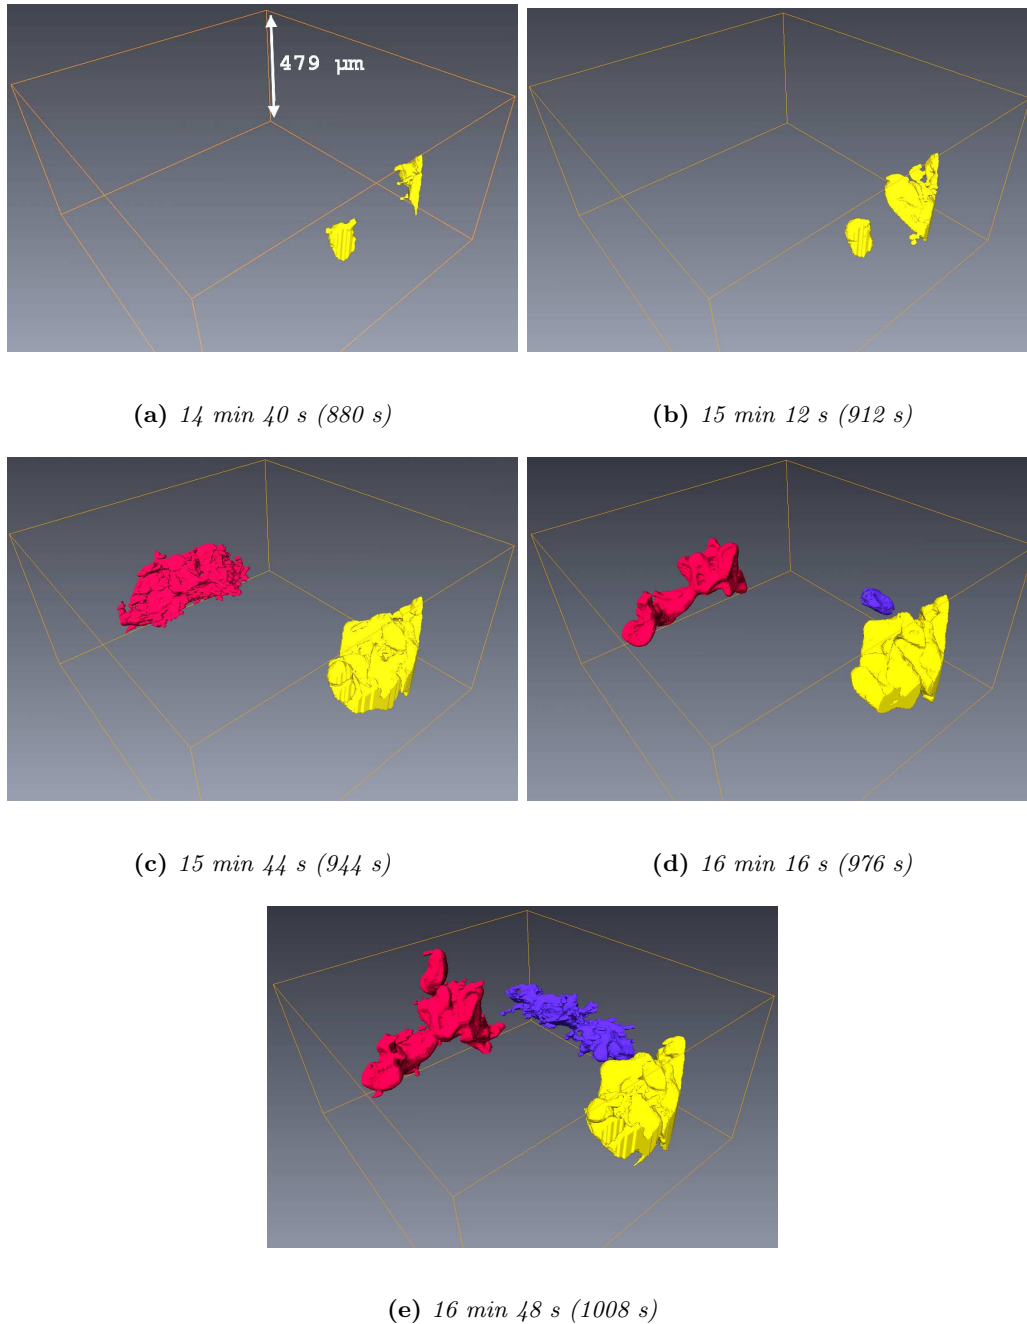 479 μm
(a) 14 min 40 s (880 s)
(b) 15 min 12 s (912 s)
(c) 15 min 44 s (944 s)
(d) 16 min 16 s (976 s)
(e) 16 min 48 s (1008 s)